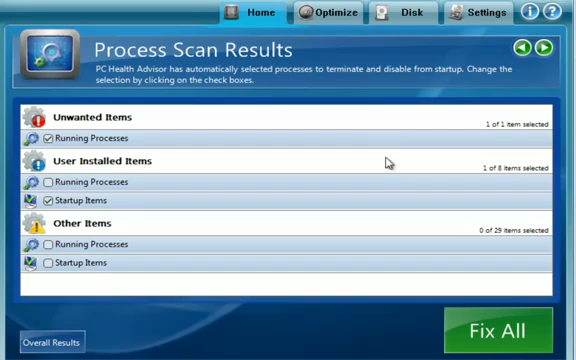 Home
Optimize
Disk
Settings
Process Scan Results
PC Health Advisor has automatically selected processes to terminate and disable from startup. Change the
selection by clicking on the check boxes.
Unwanted Items
1 of 1 item selected
Running Processes
User Installed Items
1 of 8 items selected
Running Processes
Startup Items
Other Items
0 of 29 items selected
Running Processes
Startup Items
Overall Results
Fix All